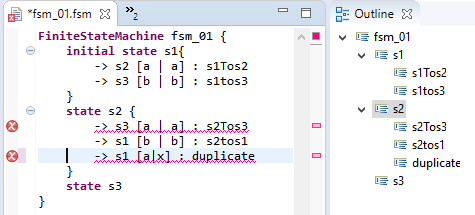 *fsm_01.fsm
FiniteStateMachine fsm_01 {
initial state s1{
-> s2 [a | a] : s1Tos2
-> s3 [b | b] : s1tos3
}
state s2 {
-> s3 [a | a] : s2Tos3
-> s1 [b | b] : s2tos1
-> s1 [a|x] : duplicate
}
state s3
Outline
fsm_01
s1
s1Tos2
s1tos3
s2
s2Tos3
s2tos1
duplicate
s3